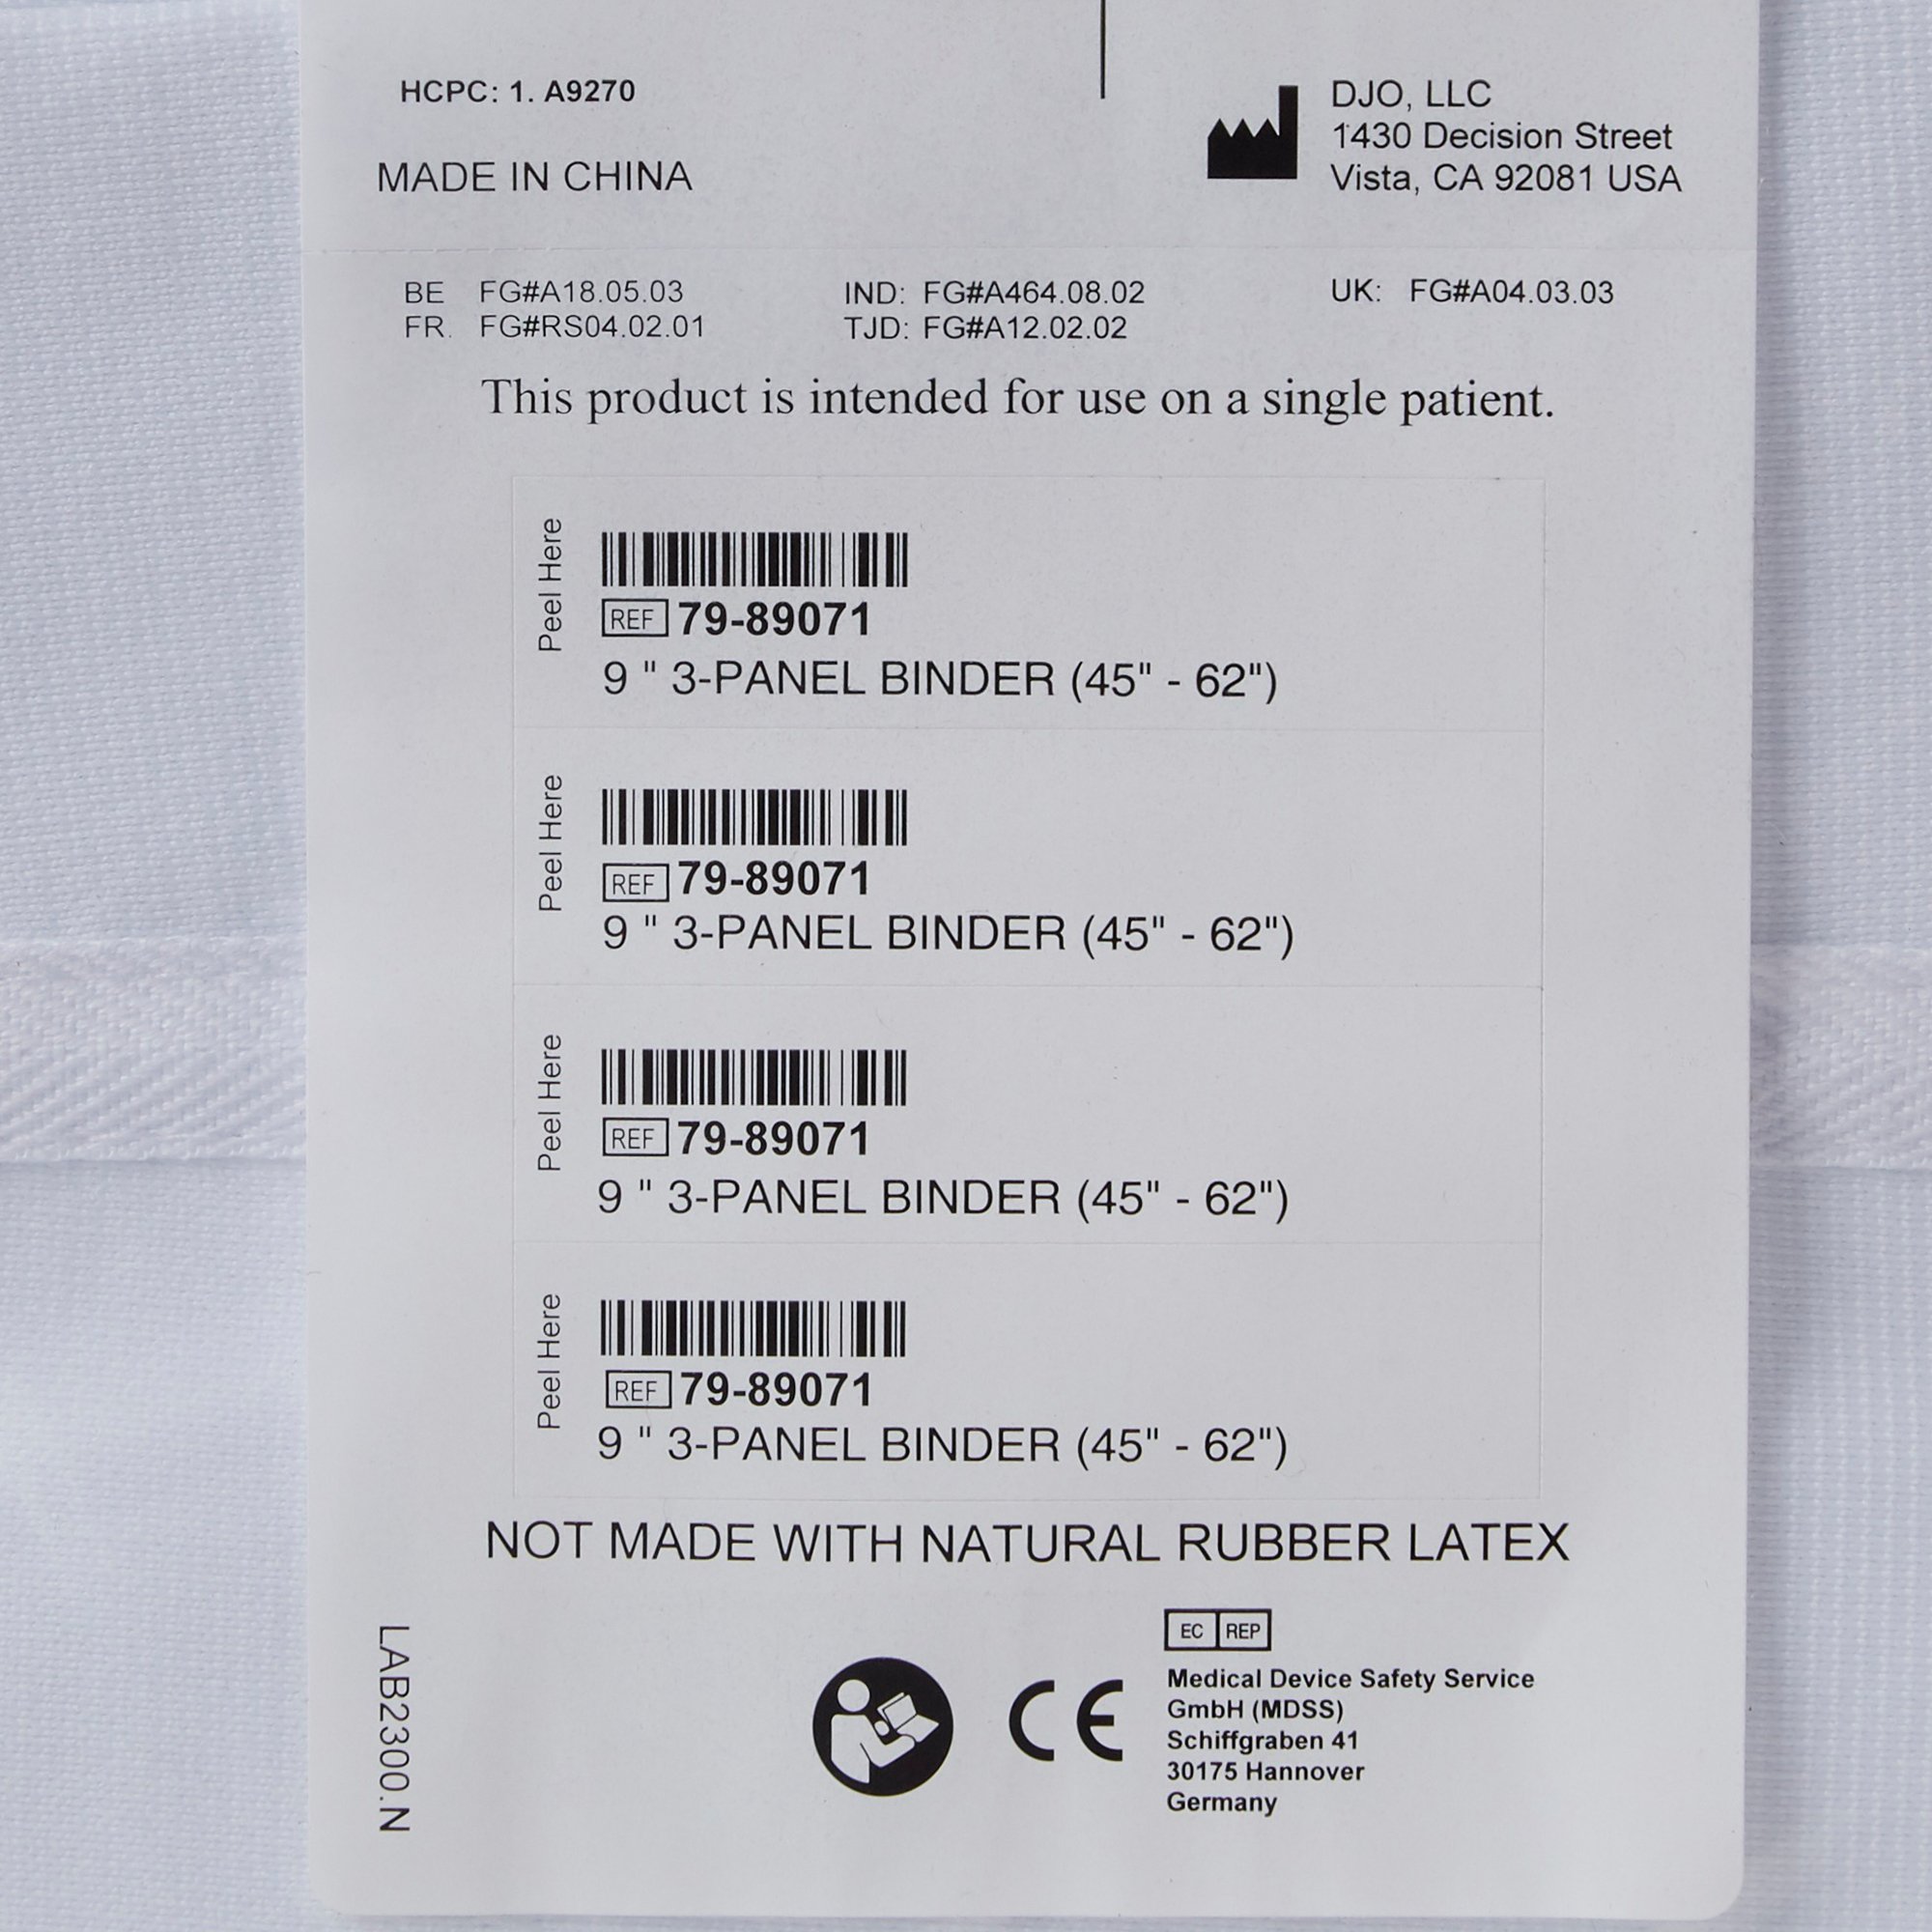 HCPC: 1. A9270
MADE IN CHINA
DJO, LLC
1430 Decision Street
Vista, CA 92081 USA
BE FG#A18.05.03
FR. FG#RS04.02.01
IND: FG#A464.08.02
TJD: FG#A12.02.02
UK: FG#A04.03.03
This product is intended for use on a single patient.
Peel Here
REF 79-89071
9 " 3-PANEL BINDER (45" - 62")
Peel Here
REF 79-89071
9 " 3-PANEL BINDER (45" - 62")
Peel Here
REF 79-89071
9 " 3-PANEL BINDER (45" - 62")
Peel Here
REF 79-89071
9 " 3-PANEL BINDER (45" - 62")
NOT MADE WITH NATURAL RUBBER LATEX
LAB2300.N
CE
EC REP
Medical Device Safety Service
GmbH (MDSS)
Schiffgraben 41
30175 Hannover
Germany